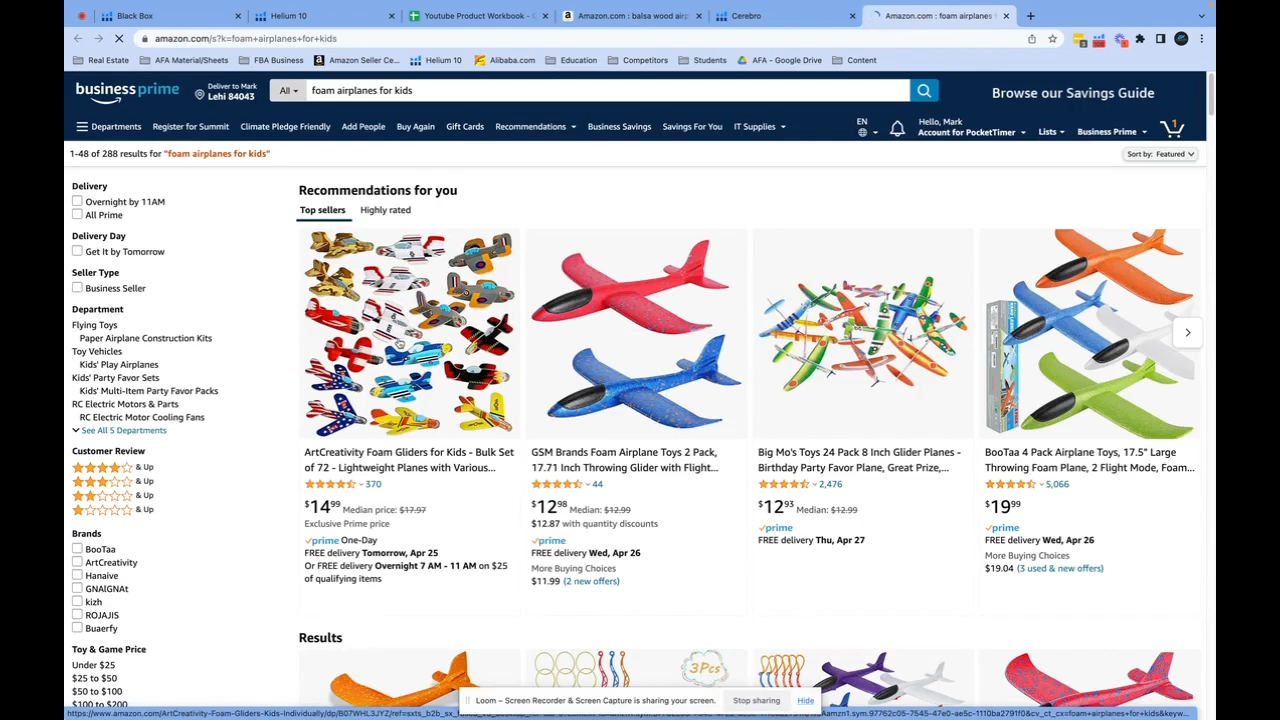 Black Box
Helium 10
Youtube Product Workbook - G
Amazon.com: balsa wood airp
Cerebro
Amazon.com : foam airplanes f
amazon.com/s?k=foam+airplanes+for+kids
Real Estate
AFA Material/Sheets
FBA Business
Amazon Seller Ce...
Helium 10
Alibaba.com
Education
Competitors
Students
AFA - Google Drive
Content
business prime
Deliver to Mark
Lehi 84043
All
foam airplanes for kids
Browse our Savings Guide
Departments
Register for Summit
Climate Pledge Friendly
Add People
Buy Again
Gift Cards
Recommendations
Business Savings
Savings For You
IT Supplies
EN
Hello, Mark
Account for PocketTimer
Lists
Business Prime
1
1-48 of 288 results for "foam airplanes for kids"
Sort by: Featured
Delivery
Overnight by 11AM
All Prime
Delivery Day
Get It by Tomorrow
Seller Type
Business Seller
Department
Flying Toys
Paper Airplane Construction Kits
Toy Vehicles
Kids' Play Airplanes
Kids' Party Favor Sets
Kids' Multi-Item Party Favor Packs
RC Electric Motors & Parts
RC Electric Motor Cooling Fans
See All 5 Departments
Customer Review
& Up
& Up
& Up
& Up
Brands
BooTaa
ArtCreativity
Hanaive
GNAlGNAt
kizh
ROJAJIS
Buaerfy
Toy & Game Price
Under $25
$25 to $50
$50 to $100
$100 to $200
Recommendations for you
Top sellers
Highly rated
ArtCreativity Foam Gliders for Kids - Bulk Set
of 72 - Lightweight Planes with Various...
370
$14.99 Median price: $17.97
Exclusive Prime price
prime One-Day
FREE delivery Tomorrow, Apr 25
Or FREE delivery Overnight 7 AM - 11 AM on $25
of qualifying items
GSM Brands Foam Airplane Toys 2 Pack,
17.71 Inch Throwing Glider with Flight...
44
$12.98 Median: $12.99
$12.87 with quantity discounts
prime
FREE delivery Wed, Apr 26
More Buying Choices
$11.99 (2 new offers)
Big Mo's Toys 24 Pack 8 Inch Glider Planes -
Birthday Party Favor Plane, Great Prize,...
2,476
$12.93 Median: $12.99
prime
FREE delivery Thu, Apr 27
BooTaa 4 Pack Airplane Toys, 17.5" Large
Throwing Foam Plane, 2 Flight Mode, Foam...
5,066
$19.99
prime
FREE delivery Wed, Apr 26
More Buying Choices
$19.04 (3 used & new offers)
Results
3Pcs
Loom – Screen Recorder & Screen Capture is sharing your screen.
Stop sharing
Hide